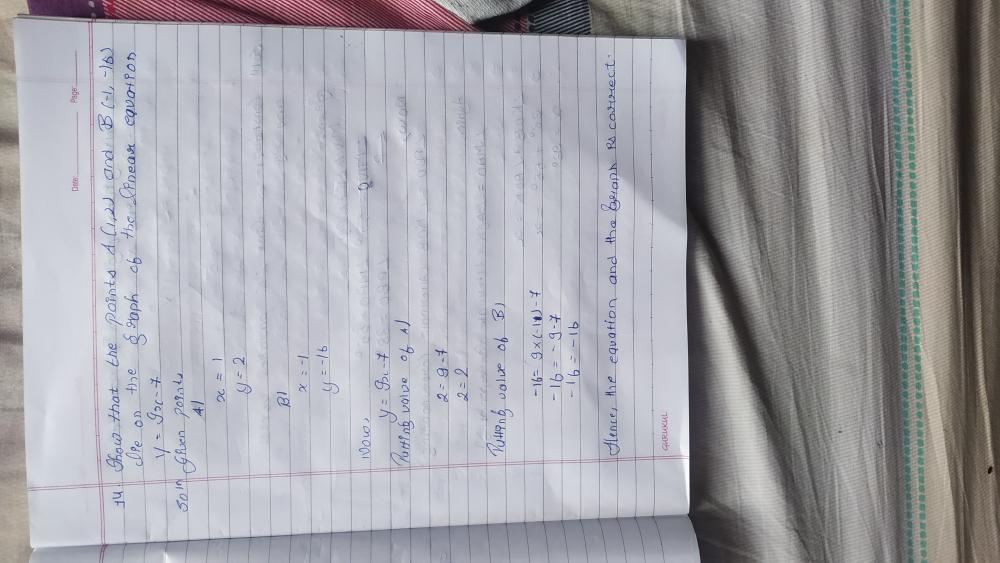 Date: Page:
14. Show that the points A (1,2) and B (-1, -16)
lie on the graph of the linear equation
y = 9x-7
Soln Given points
A)
x = 1
y = 2
B)
x = -1
y = -16
Now,
y = 9x-7
Putting value of A)
2 = 9-7
2 = 2
Putting value of B)
-16 = 9×(-1)-7
-16 = -9-7
-16 = -16
Hence, the equation and the graph is correct.
GURUKUL